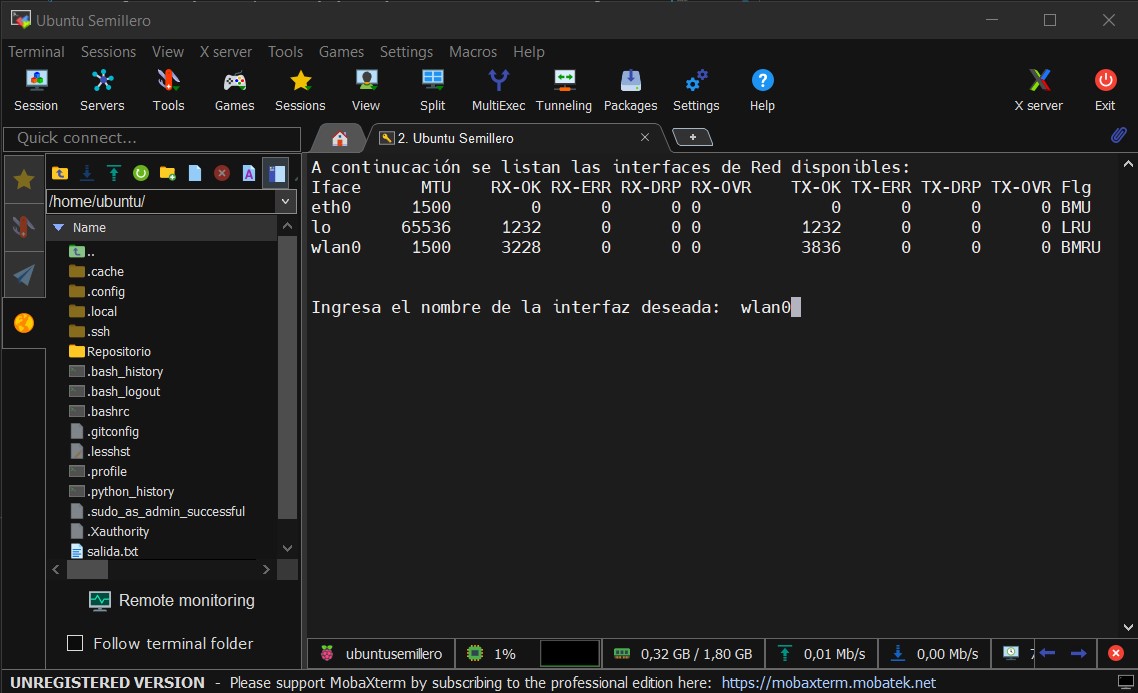 Ubuntu Semillero
Terminal Sessions View X server Tools Games Settings Macros Help
Session Servers Tools Games Sessions View Split MultiExec Tunneling Packages Settings Help X server Exit
Quick connect...
2. Ubuntu Semillero
/home/ubuntu/
Name
..
.cache
.config
.local
.ssh
Repositorio
.bash_history
.bash_logout
.bashrc
.gitconfig
.lesshst
.profile
.python_history
.sudo_as_admin_successful
.Xauthority
salida.txt
Remote monitoring
Follow terminal folder
A continuación se listan las interfaces de Red disponibles:
Iface MTU RX-OK RX-ERR RX-DRP RX-OVR TX-OK TX-ERR TX-DRP TX-OVR Flg
eth0 1500 0 0 0 0 0 0 0 0 BMU
lo 65536 1232 0 0 0 1232 0 0 0 LRU
wlan0 1500 3228 0 0 0 3836 0 0 0 BMRU
Ingresa el nombre de la interfaz deseada: wlan0
ubuntusemillero 1% 0,32 GB / 1,80 GB 0,01 Mb/s 0,00 Mb/s
UNREGISTERED VERSION - Please support MobaXterm by subscribing to the professional edition here: https://mobaxterm.mobatek.net